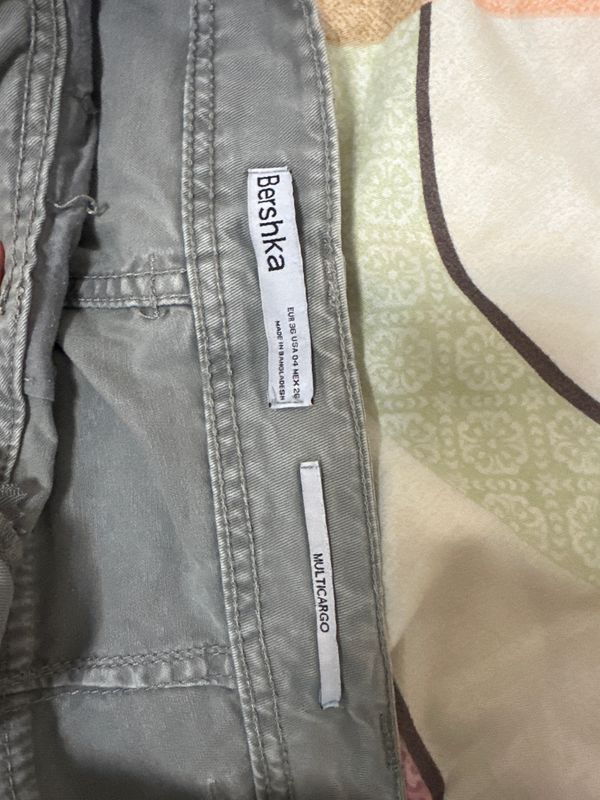 Bershka
EUR 36 USA 04 MEX 26
MADE IN BANGLADESH
MULTICARGO